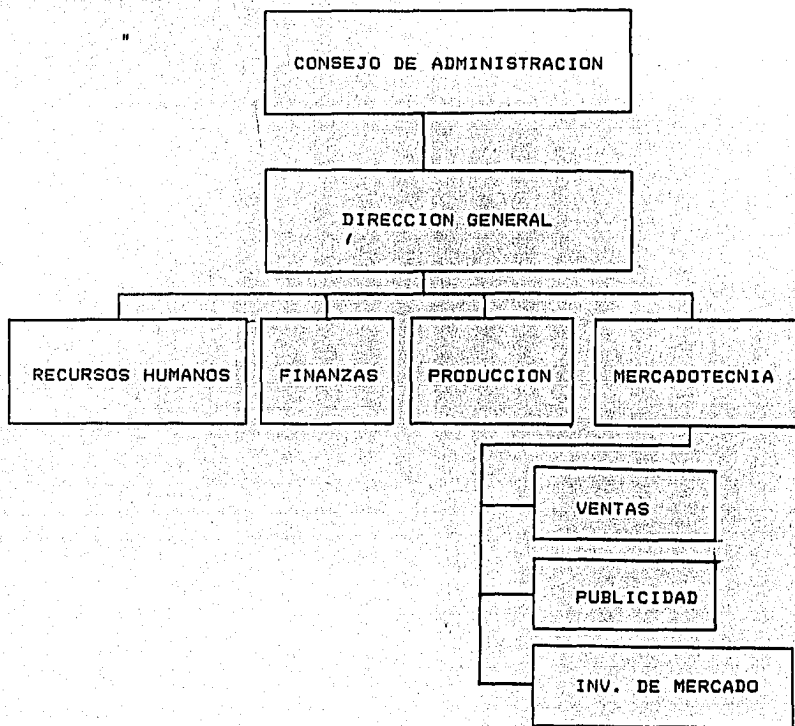 CONSEJO DE ADMINISTRACION
DIRECCION GENERAL
RECURSOS HUMANOS
FINANZAS
PRODUCCION
MERCADOTECNIA
VENTAS
PUBLICIDAD
INV. DE MERCADO